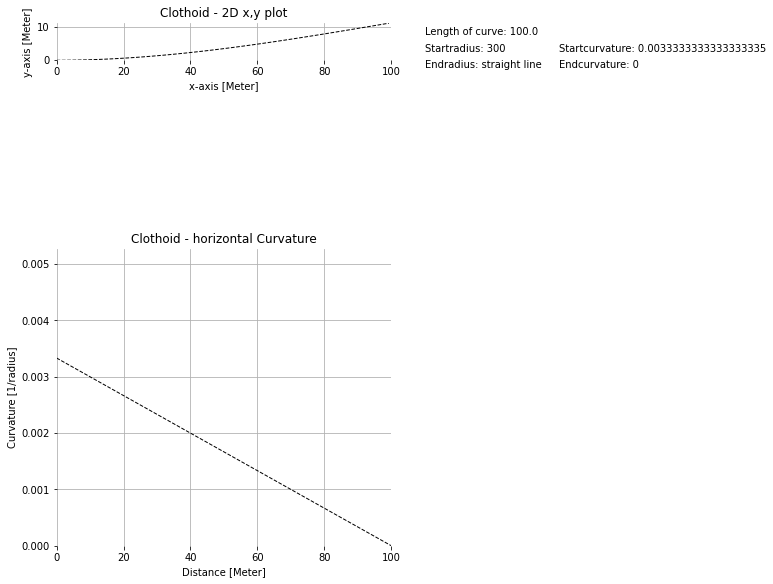 Clothoid - 2D x,y plot
y-axis [Meter]
10
0
0 20 40 60 80 100
x-axis [Meter]
Length of curve: 100.0
Startradius: 300 Startcurvature: 0.0033333333333333335
Endradius: straight line Endcurvature: 0
Clothoid - horizontal Curvature
Curvature [1/radius]
0.005
0.004
0.003
0.002
0.001
0.000
0 20 40 60 80 100
Distance [Meter]